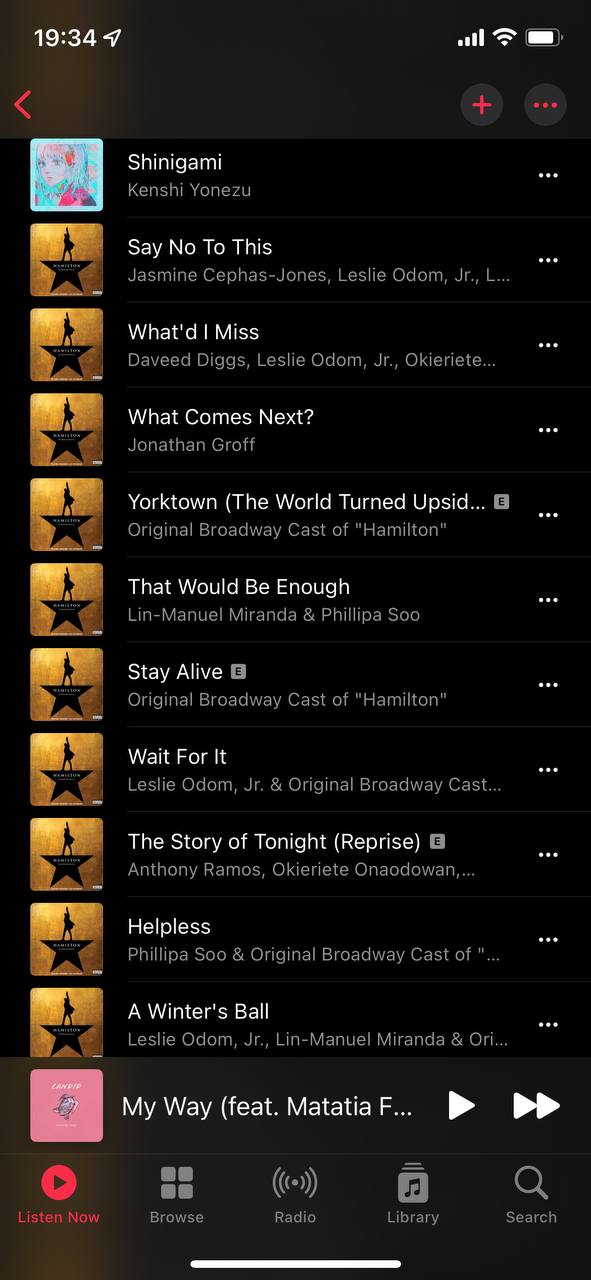 19:34
Shinigami
Kenshi Yonezu
HAMILTON
Say No To This
Jasmine Cephas-Jones, Leslie Odom, Jr., L...
HAMILTON
What'd I Miss
Daveed Diggs, Leslie Odom, Jr., Okieriete...
HAMILTON
What Comes Next?
Jonathan Groff
HAMILTON
Yorktown (The World Turned Upsid... E
Original Broadway Cast of "Hamilton"
HAMILTON
That Would Be Enough
Lin-Manuel Miranda & Phillipa Soo
HAMILTON
Stay Alive E
Original Broadway Cast of "Hamilton"
HAMILTON
Wait For It
Leslie Odom, Jr. & Original Broadway Cast...
HAMILTON
The Story of Tonight (Reprise) E
Anthony Ramos, Okieriete Onaodowan,...
HAMILTON
Helpless
Phillipa Soo & Original Broadway Cast of "...
HAMILTON
A Winter's Ball
Leslie Odom, Jr., Lin-Manuel Miranda & Ori...
HAMILTON
CANDID
My Way (feat. Matatia F...
Listen Now
Browse
Radio
Library
Search